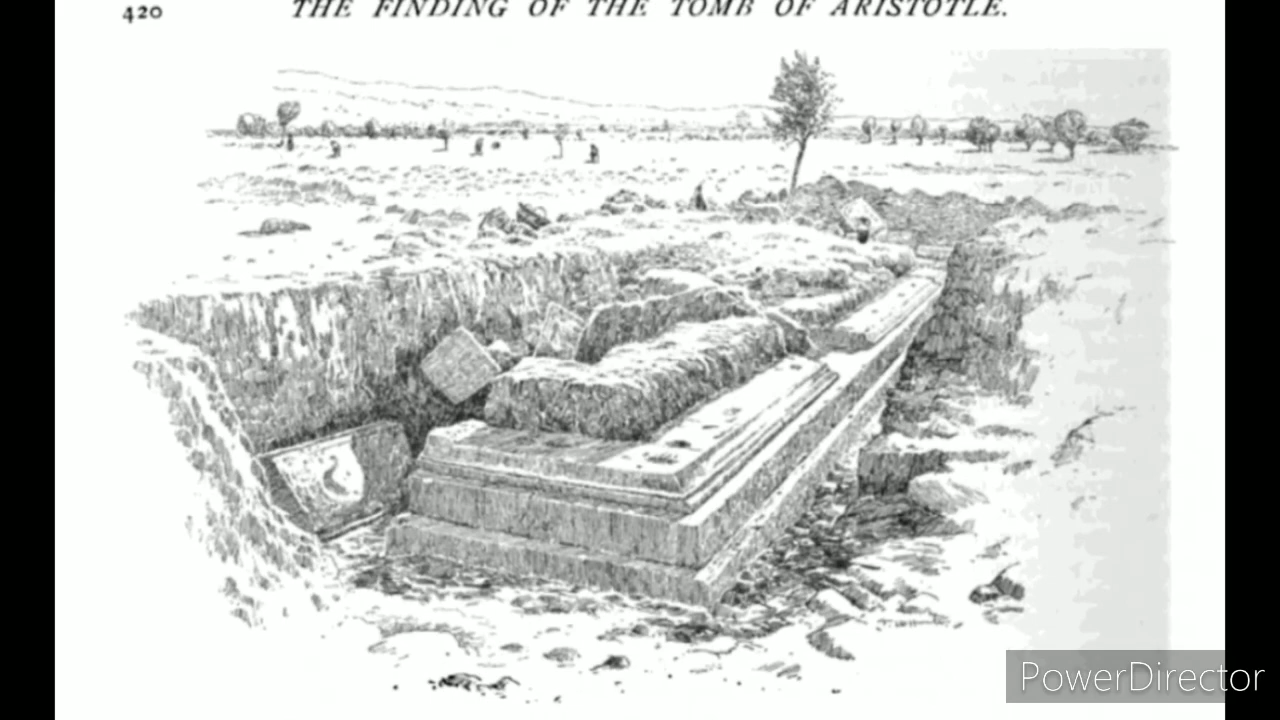 420 THE FINDING OF THE TOMB OF ARISTOTLE.
PowerDirector